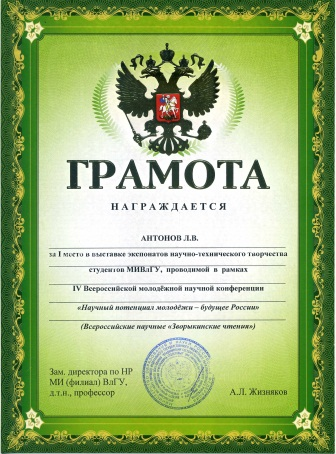 ГРАМОТА
НАГРАЖДАЕТСЯ
АНТОНОВ Л.В.
за I место в выставке экспонатов научно-технического творчества
студентов МИВлГУ, проводимой в рамках
IV Всероссийской молодёжной научной конференции
«Научный потенциал молодёжи – будущее России»
(Всероссийские научные «Зворыкинские чтения»)
Зам. директора по НР
МИ (филиал) ВлГУ,
д.т.н., профессор
А.Л. Жизняков